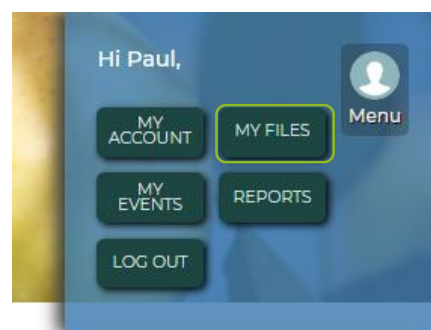 Hi Paul,
Menu
MY
ACCOUNT
MY FILES
MY
EVENTS
REPORTS
LOG OUT